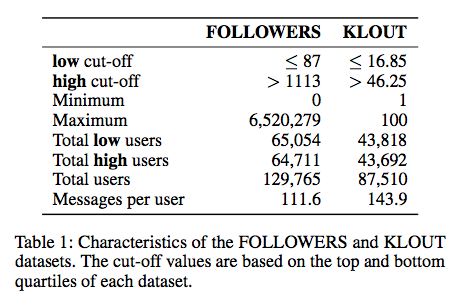 FOLLOWERS KLOUT
low cut-off ≤ 87 ≤ 16.85
high cut-off > 1113 > 46.25
Minimum 0 1
Maximum 6,520,279 100
Total low users 65,054 43,818
Total high users 64,711 43,692
Total users 129,765 87,510
Messages per user 111.6 143.9
Table 1: Characteristics of the FOLLOWERS and KLOUT
datasets. The cut-off values are based on the top and bottom
quartiles of each dataset.